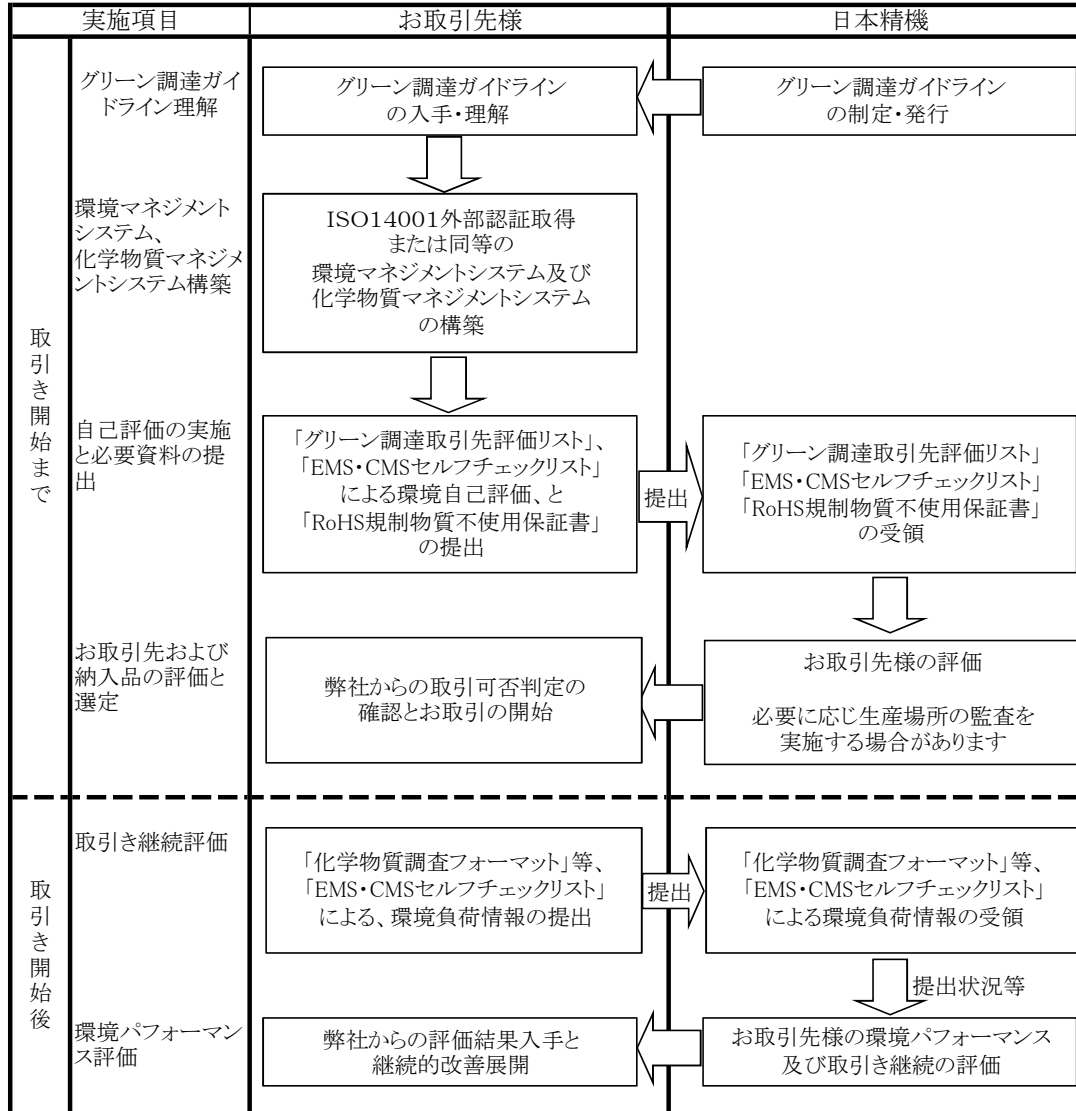 実施項目
お取引先様
日本精機
取引き開始まで
グリーン調達ガイ
ドライン理解
グリーン調達ガイドライン
の入手・理解
グリーン調達ガイドライン
の制定・発行
環境マネジメント
システム、
化学物質マネジメ
ントシステム構築
ISO14001外部認証取得
または同等の
環境マネジメントシステム及び
化学物質マネジメントシステム
の構築
自己評価の実施
と必要資料の提
出
「グリーン調達取引先評価リスト」、
「EMS・CMSセルフチェックリスト」
による環境自己評価、と
「RoHS規制物質不使用保証書」
の提出
提出
「グリーン調達取引先評価リスト」
「EMS・CMSセルフチェックリスト」
「RoHS規制物質不使用保証書」
の受領
お取引先および
納入品の評価と
選定
弊社からの取引可否判定の
確認とお取引の開始
お取引先様の評価
必要に応じ生産場所の監査を
実施する場合があります
取引き開始後
取引き継続評価
「化学物質調査フォーマット」等、
「EMS・CMSセルフチェックリスト」
による、環境負荷情報の提出
提出
「化学物質調査フォーマット」等、
「EMS・CMSセルフチェックリスト」
による環境負荷情報の受領
提出状況等
環境パフォーマン
ス評価
弊社からの評価結果入手と
継続的改善展開
お取引先様の環境パフォーマンス
及び取引き継続の評価